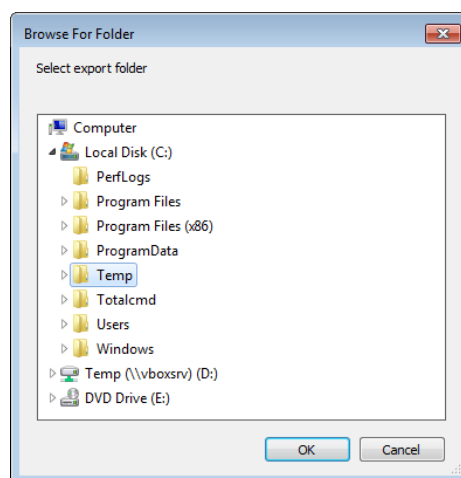 Browse For Folder
Select export folder
Computer
Local Disk (C:)
PerfLogs
Program Files
Program Files (x86)
ProgramData
Temp
Totalcmd
Users
Windows
Temp (\\vboxsrv) (D:)
DVD Drive (E:)
OK Cancel